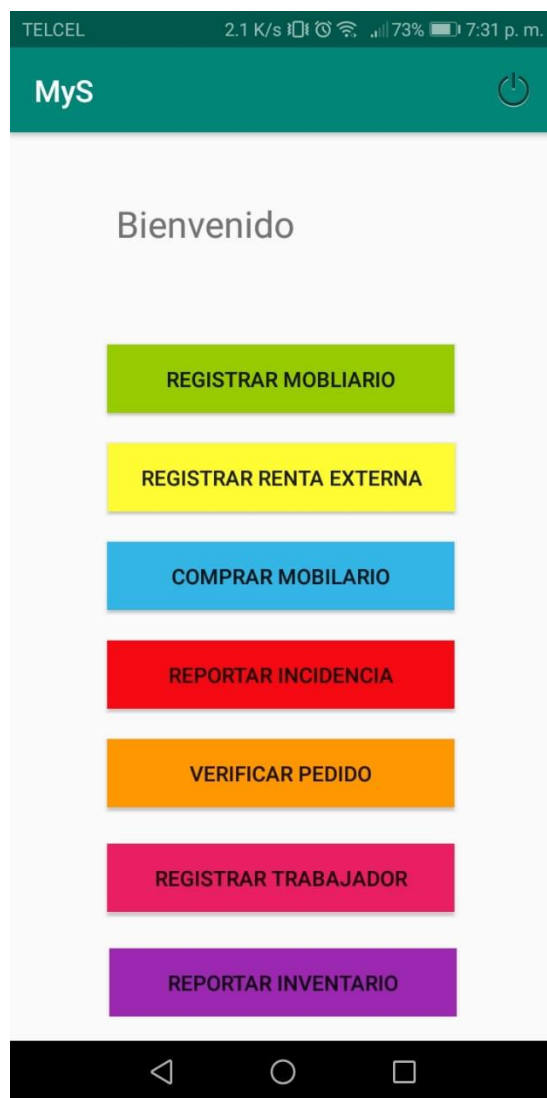 TELCEL 2.1 K/s 73% 7:31 p. m.
MyS
Bienvenido
REGISTRAR MOBLIARIO
REGISTRAR RENTA EXTERNA
COMPRAR MOBILARIO
REPORTAR INCIDENCIA
VERIFICAR PEDIDO
REGISTRAR TRABAJADOR
REPORTAR INVENTARIO